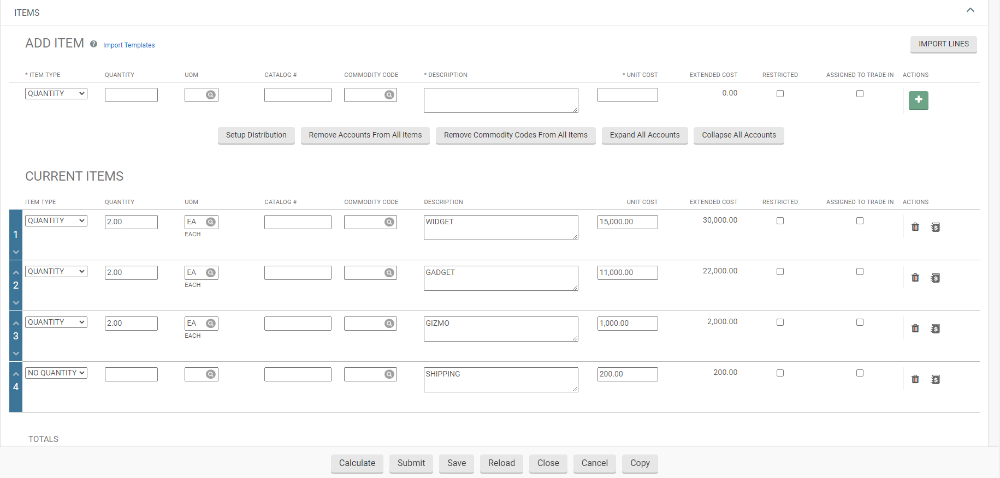 ITEMS
ADD ITEM ? Import Templates IMPORT LINES
* ITEM TYPE QUANTITY UOM CATALOG # COMMODITY CODE * DESCRIPTION * UNIT COST EXTENDED COST RESTRICTED ASSIGNED TO TRADE IN ACTIONS
QUANTITY 0.00 +
Setup Distribution Remove Accounts From All Items Remove Commodity Codes From All Items Expand All Accounts Collapse All Accounts
CURRENT ITEMS
ITEM TYPE QUANTITY UOM CATALOG # COMMODITY CODE DESCRIPTION UNIT COST EXTENDED COST RESTRICTED ASSIGNED TO TRADE IN ACTIONS
1 QUANTITY 2.00 EA WIDGET 15,000.00 30,000.00
EACH
2 QUANTITY 2.00 EA GADGET 11,000.00 22,000.00
EACH
3 QUANTITY 2.00 EA GIZMO 1,000.00 2,000.00
EACH
4 NO QUANTITY SHIPPING 200.00 200.00
TOTALS
Calculate Submit Save Reload Close Cancel Copy